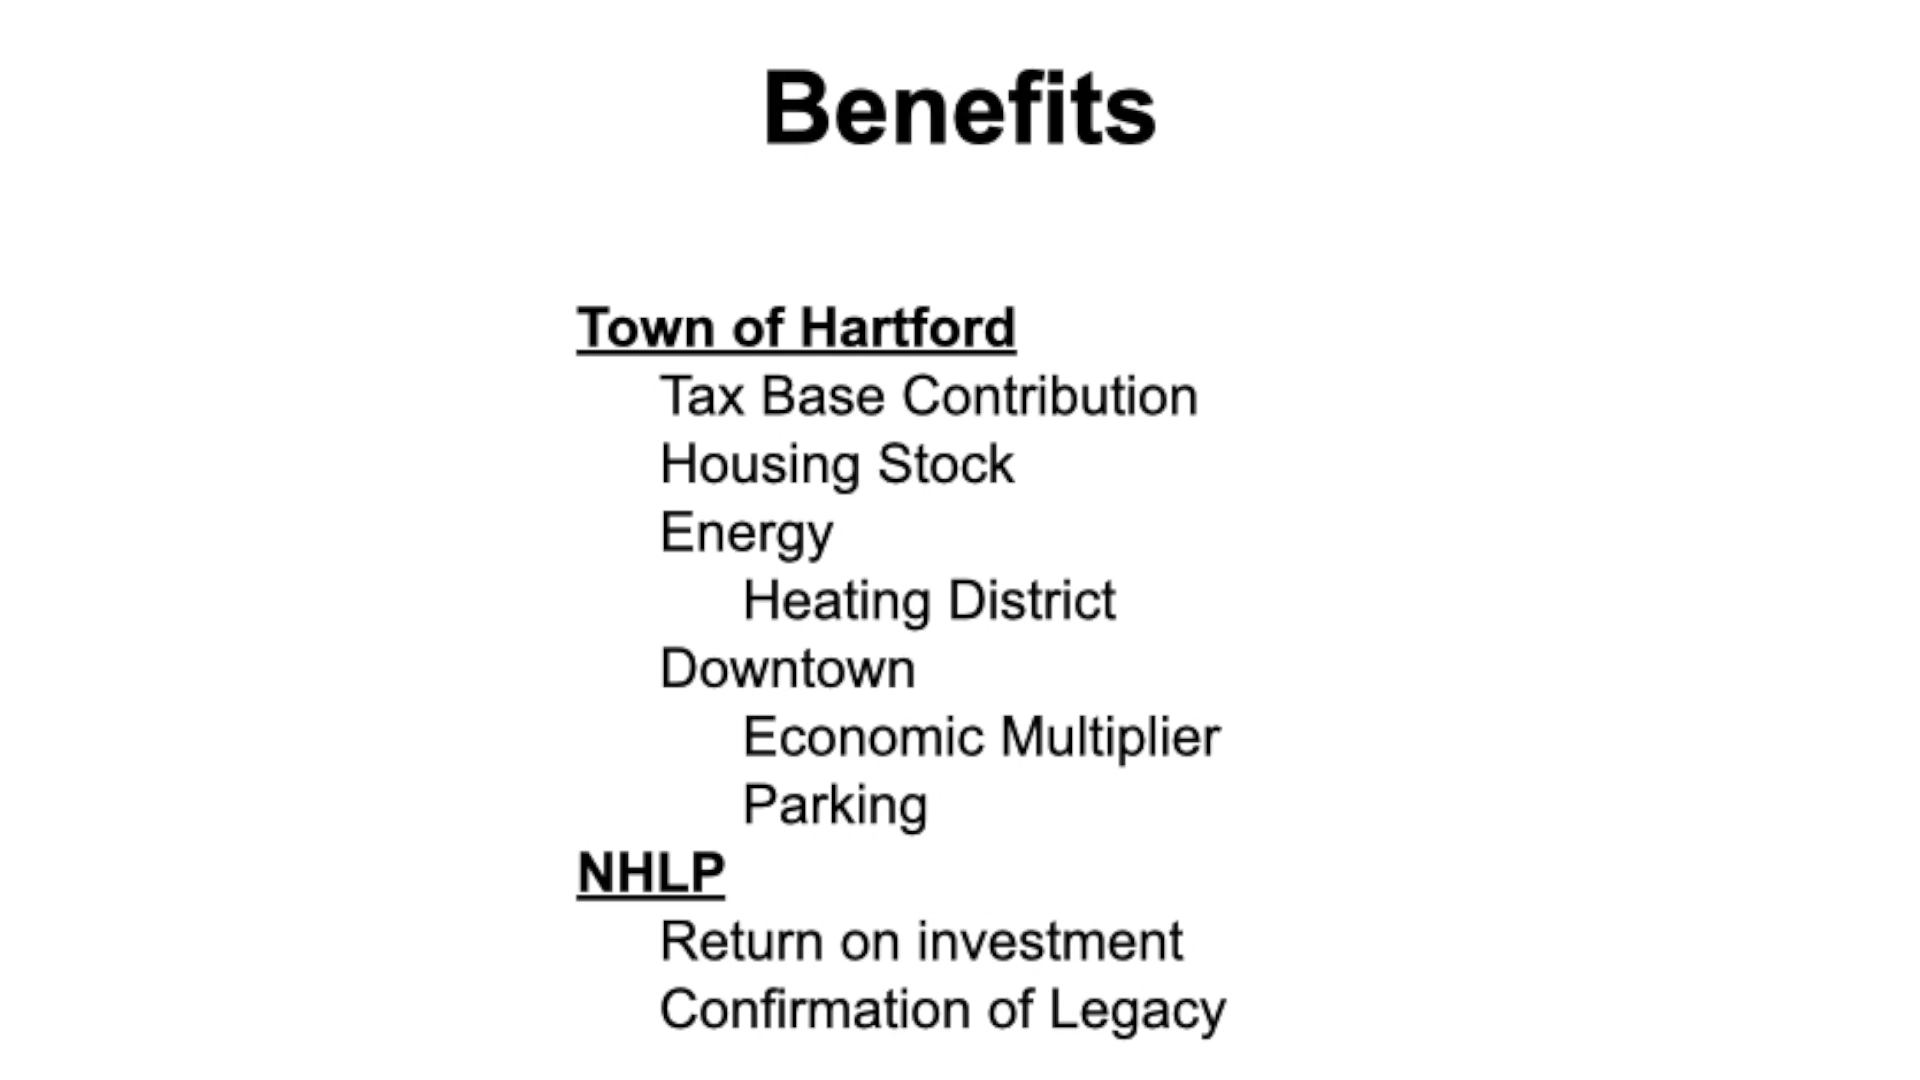 Benefits
Town of Hartford
Tax Base Contribution
Housing Stock
Energy
Heating District
Downtown
Economic Multiplier
Parking
NHLP
Return on investment
Confirmation of Legacy